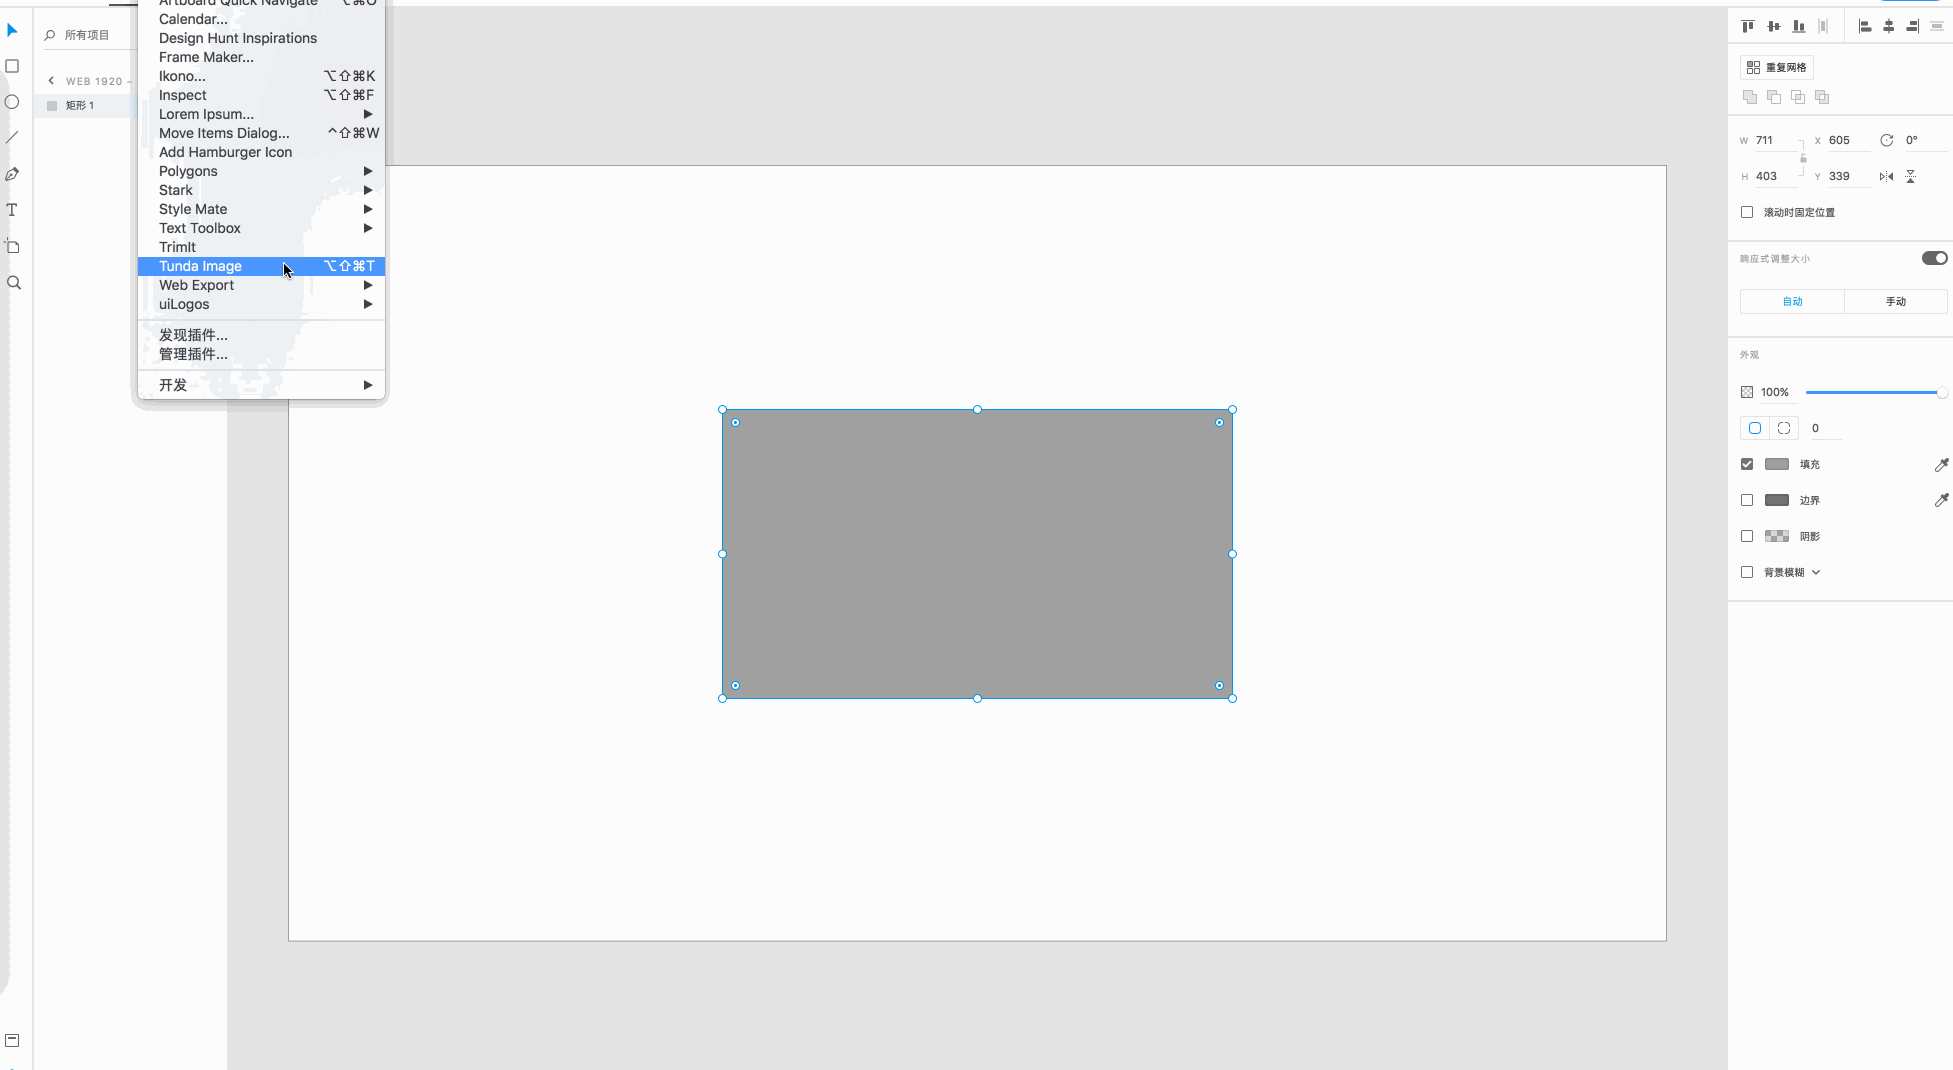 Artboard Quick Navigate ⌥⌘O
Calendar...
Design Hunt Inspirations
Frame Maker...
Ikono... ⌥⇧⌘K
Inspect ⌥⇧⌘F
Lorem Ipsum... ▶
Move Items Dialog... ^⇧⌘W
Add Hamburger Icon
Polygons ▶
Stark ▶
Style Mate ▶
Text Toolbox ▶
TrimIt
Tunda Image ⌥⇧⌘T
Web Export ▶
uiLogos ▶
发现插件...
管理插件...
开发 ▶
所有项目
WEB 1920 –
矩形 1
重复网格
W 711 X 605 0°
H 403 Y 339
滚动时固定位置
响应式调整大小
自动 手动
外观
100%
0
填充
边界
阴影
背景模糊